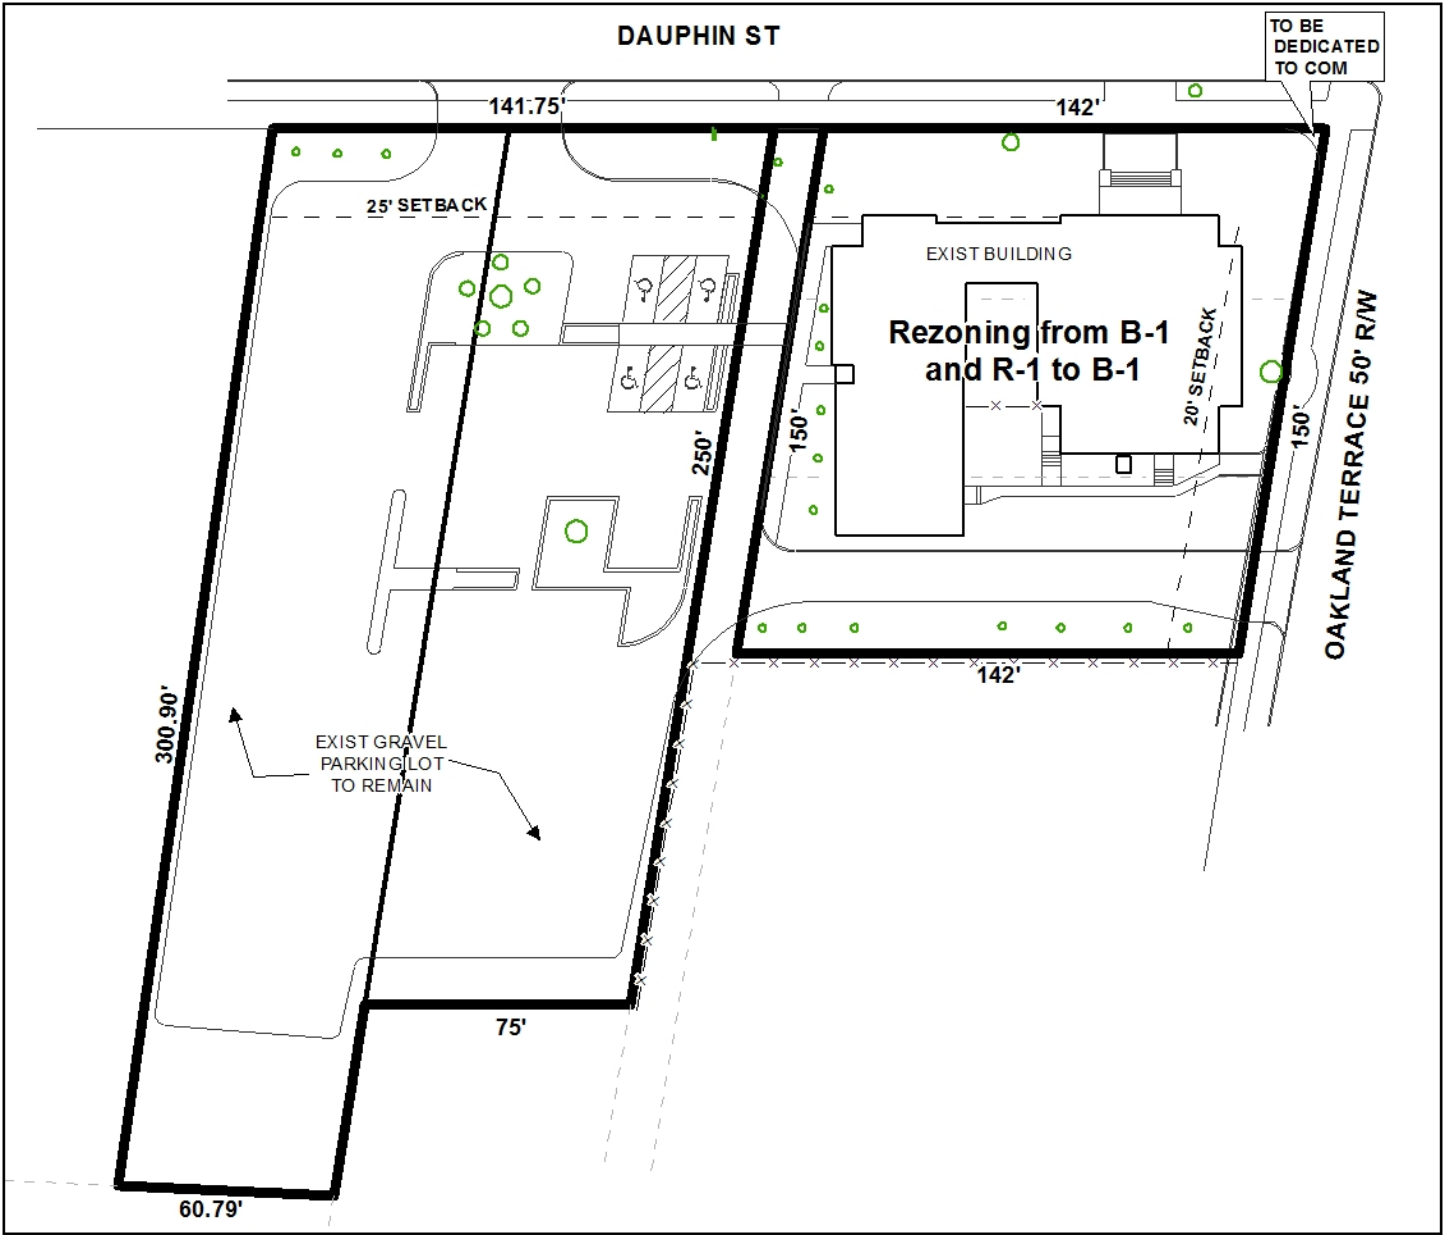 DAUPHIN ST
TO BE
DEDICATED
TO COM
141.75'
142'
25' SETBACK
EXIST BUILDING
Rezoning from B-1
and R-1 to B-1
20' SETBACK
250'
150'
150'
OAKLAND TERRACE 50' R/W
142'
300.90'
EXIST GRAVEL
PARKING LOT
TO REMAIN
75'
60.79'